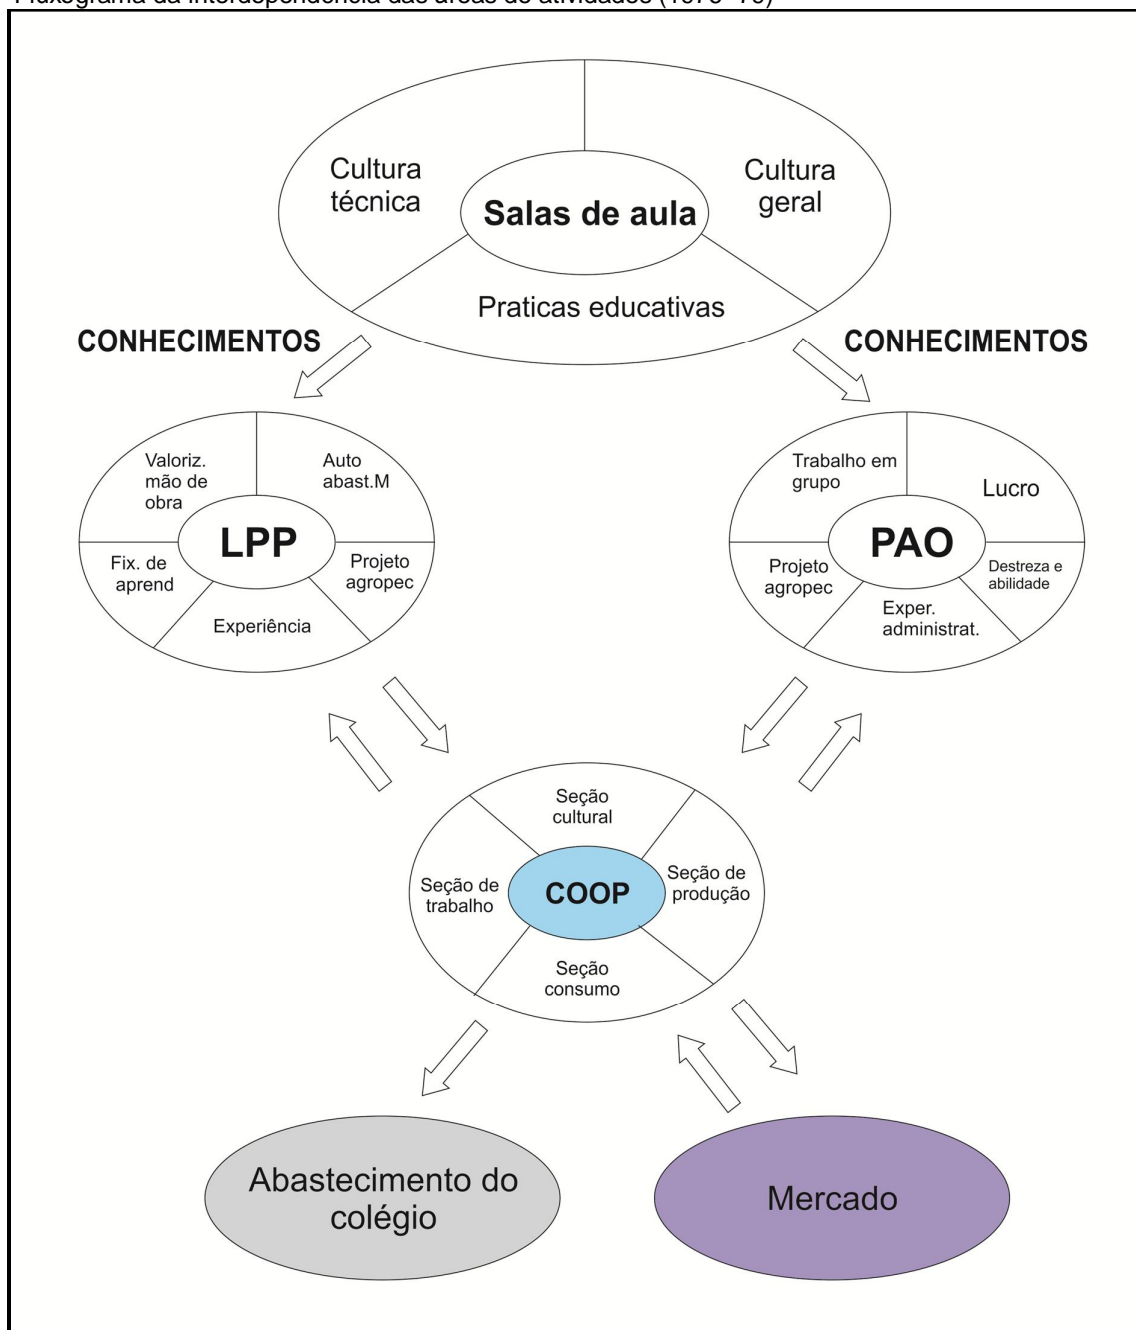 Cultura
técnica
Cultura
geral
Salas de aula
Praticas educativas
CONHECIMENTOS
CONHECIMENTOS
Valoriz.
mão de
obra
Auto
abast.M
LPP
Fix. de
aprend
Projeto
agropec
Experiência
Trabalho em
grupo
Lucro
PAO
Projeto
agropec
Destreza e
abilidade
Exper.
administrat.
Seção
cultural
Seção de
trabalho
COOP
Seção de
produção
Seção
consumo
Abastecimento do
colégio
Mercado